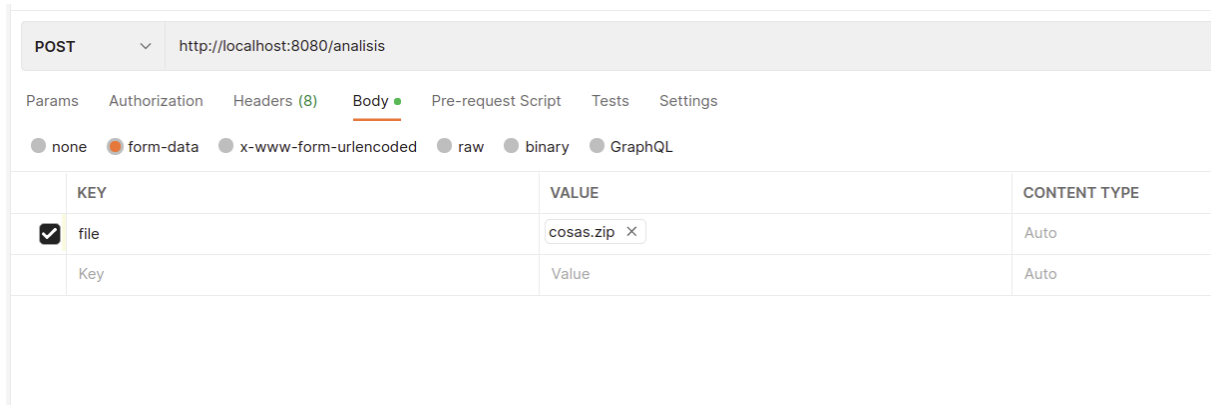 POST http://localhost:8080/analisis
Params Authorization Headers (8) Body Pre-request Script Tests Settings
none form-data x-www-form-urlencoded raw binary GraphQL
KEY VALUE CONTENT TYPE
file cosas.zip Auto
Key Value Auto